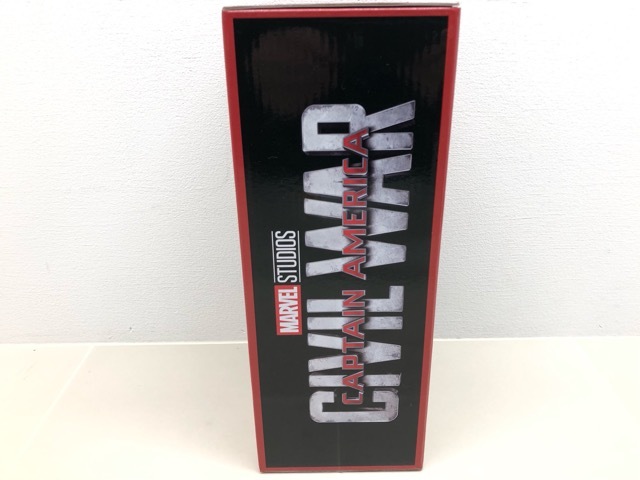 MARVEL STUDIOS
CAPTAIN AMERICA
CIVIL WAR